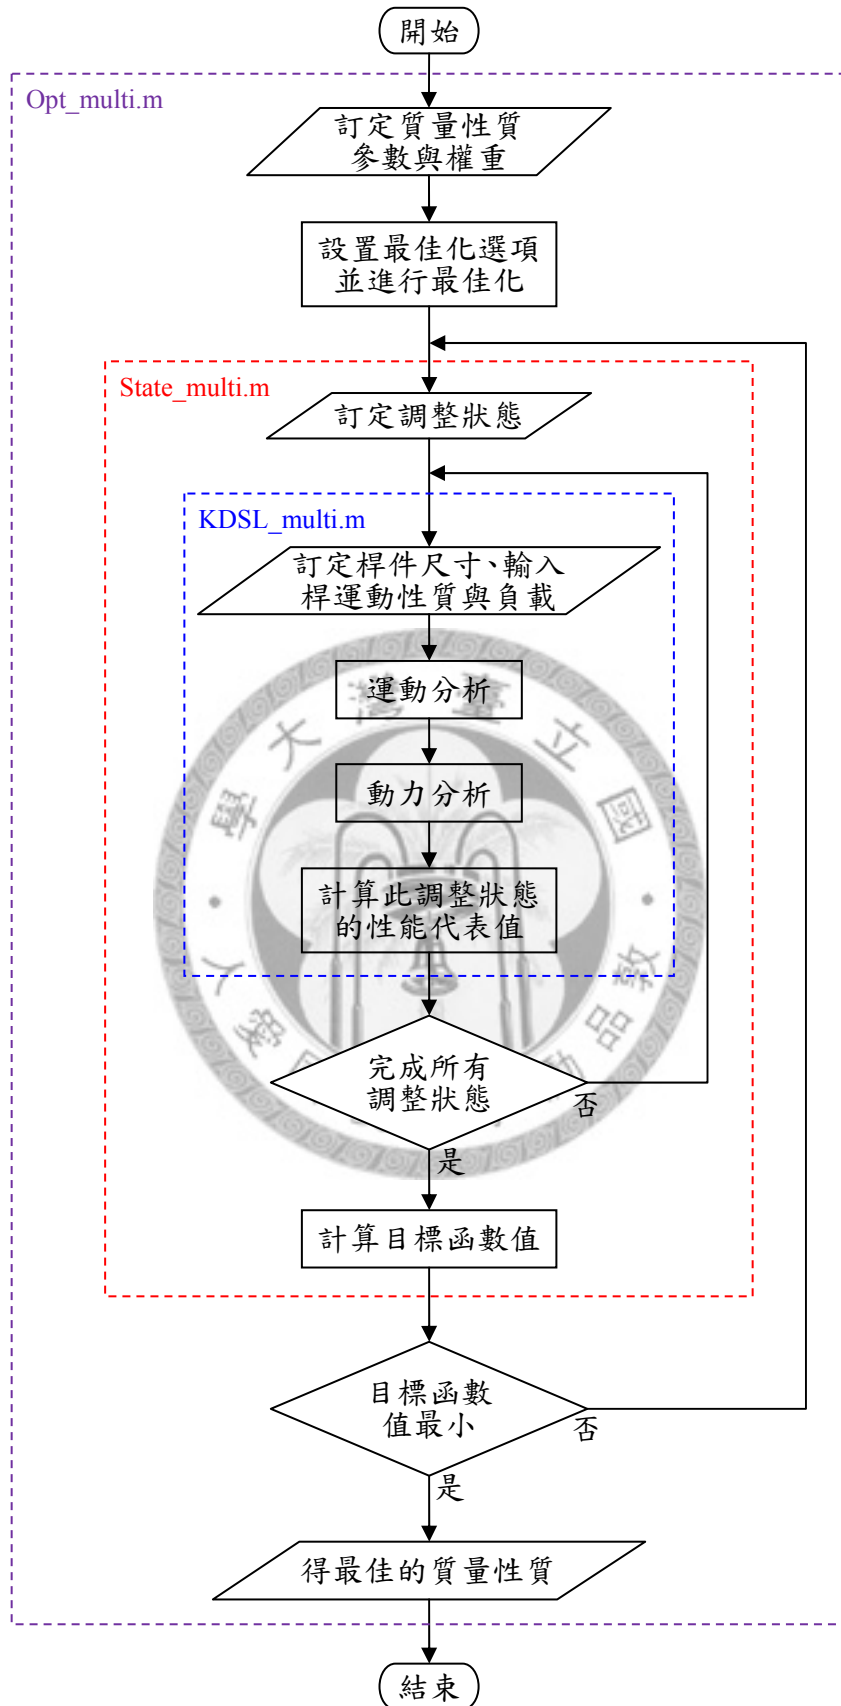 開始
Opt_multi.m
訂定質量性質
參數與權重
設置最佳化選項
並進行最佳化
State_multi.m
訂定調整狀態
KDSL_multi.m
訂定桿件尺寸、輸入
桿運動性質與負載
運動分析
動力分析
計算此調整狀態
的性能代表值
完成所有
調整狀態
否
是
計算目標函數值
目標函數
值最小
否
是
得最佳的質量性質
結束